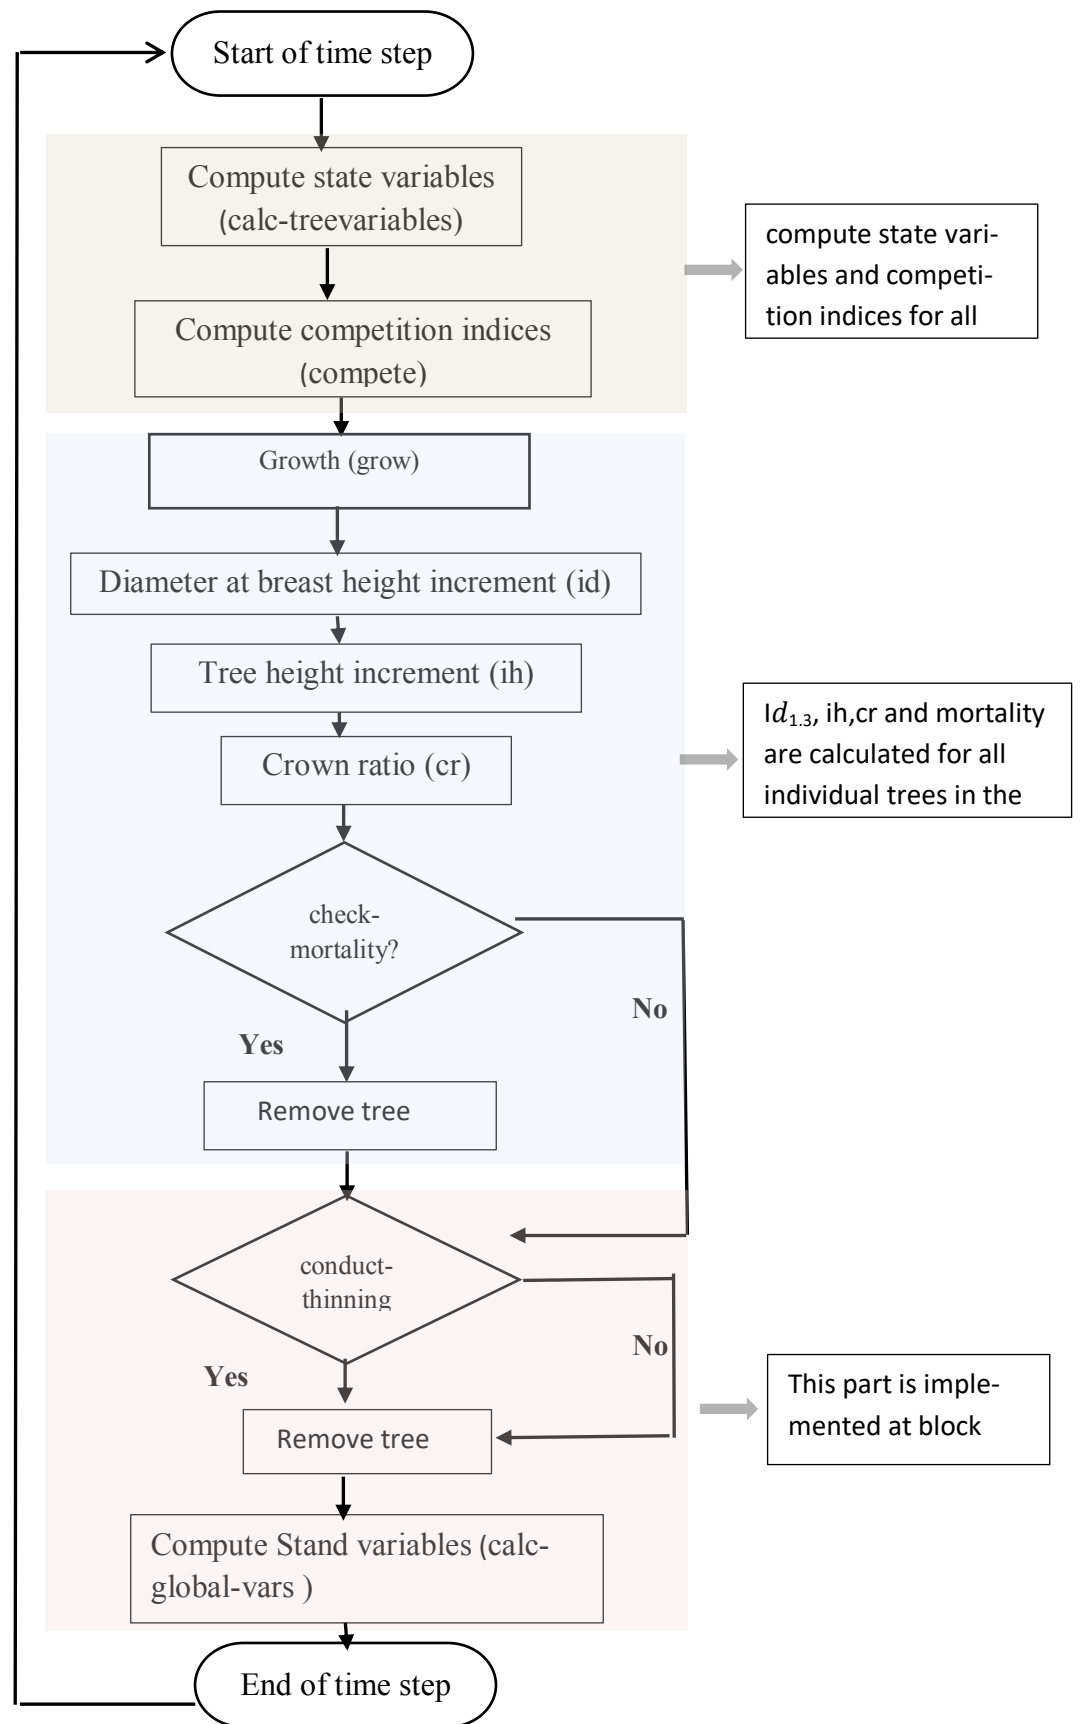 Start of time step
Compute state variables
(calc-treevariables)
compute state vari-
ables and competi-
tion indices for all
Compute competition indices
(compete)
Growth (grow)
Diameter at breast height increment (id)
Tree height increment (ih)
Id1.3, ih,cr and mortality
are calculated for all
individual trees in the
Crown ratio (cr)
check-
mortality?
No
Yes
Remove tree
conduct-
thinning
No
Yes
This part is imple-
mented at block
Remove tree
Compute Stand variables (calc-
global-vars )
End of time step